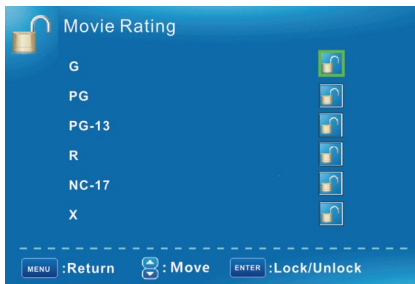 Movie Rating
G
PG
PG-13
R
NC-17
X
MENU :Return : Move ENTER :Lock/Unlock